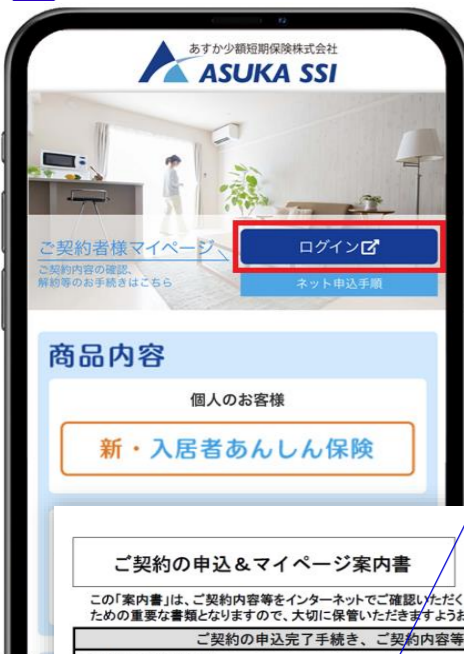 あすか少額短期保険株式会社
ASUKA SSI
ご契約者様マイページ
ログイン
ご契約内容の確認、
解約等のお手続きはこちら
ネット申込手順
商品内容
個人のお客様
新・入居者あんしん保険
ご契約の申込&マイページ案内書
この「案内書」は、ご契約内容等をインターネットでご確認いただく
ための重要な書類となりますので、大切に保管いただきますようお
ご契約の申込完了手続き、ご契約内容等